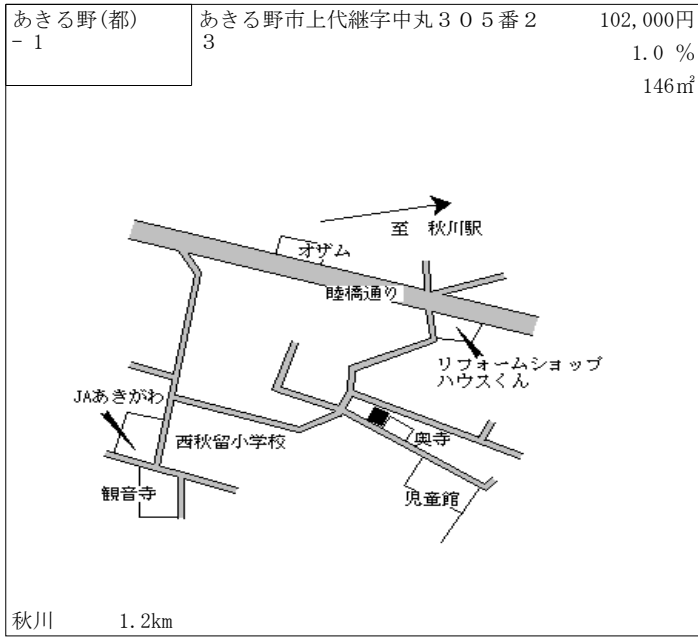 あきる野(都)
－１
あきる野市上代継字中丸３０５番２
３
102,000円
1.0 %
146㎡
至　秋川駅
オザム
睦橋通り
リフォームショップ
ハウスくん
JAあきがわ
西秋留小学校
奥寺
観音寺
児童館
秋川　　1.2km